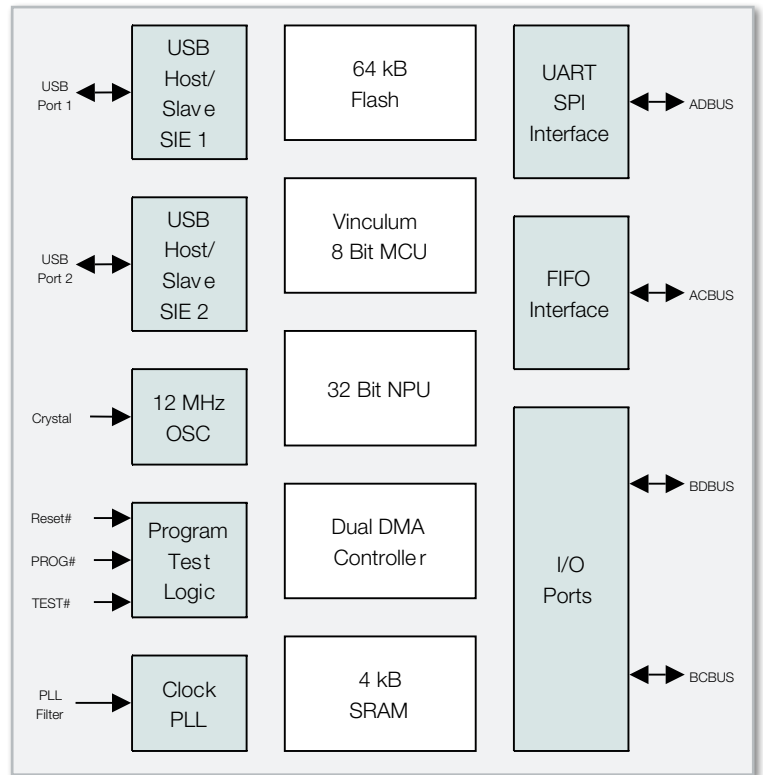 USB
Port 1
USB
Host/
Slave
SIE 1
64 kB
Flash
UART
SPI
Interface
ADBUS
USB
Port 2
USB
Host/
Slave
SIE 2
Vinculum
8 Bit MCU
FIFO
Interface
ACBUS
Crystal
12 MHz
OSC
32 Bit NPU
Reset#
PROG#
TEST#
Program
Test
Logic
Dual DMA
Controller
I/O
Ports
BDBUS
BCBUS
PLL
Filter
Clock
PLL
4 kB
SRAM